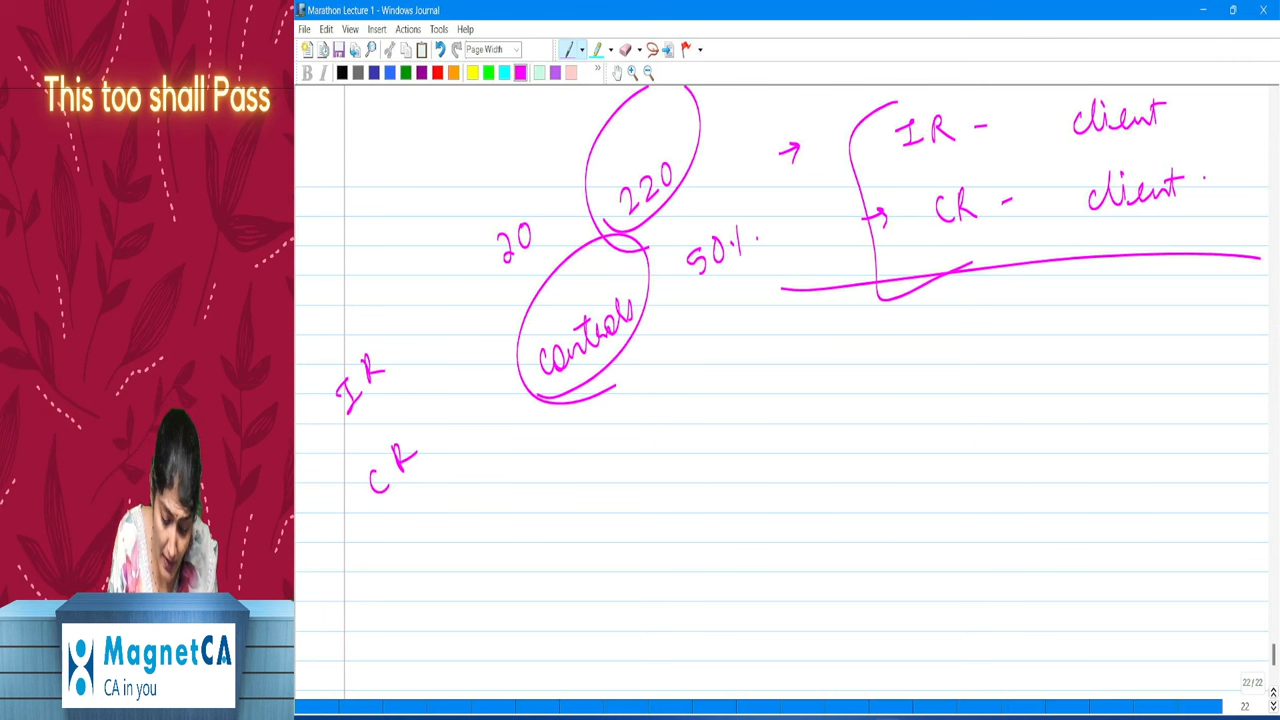 Marathon Lecture 1 - Windows Journal
File Edit View Insert Actions Tools Help
Page Width
B I
This too shall Pass
IR - client
220
CR - client
20
50%
controls
IR
CR
MagnetCA
CA in you
22/22
22